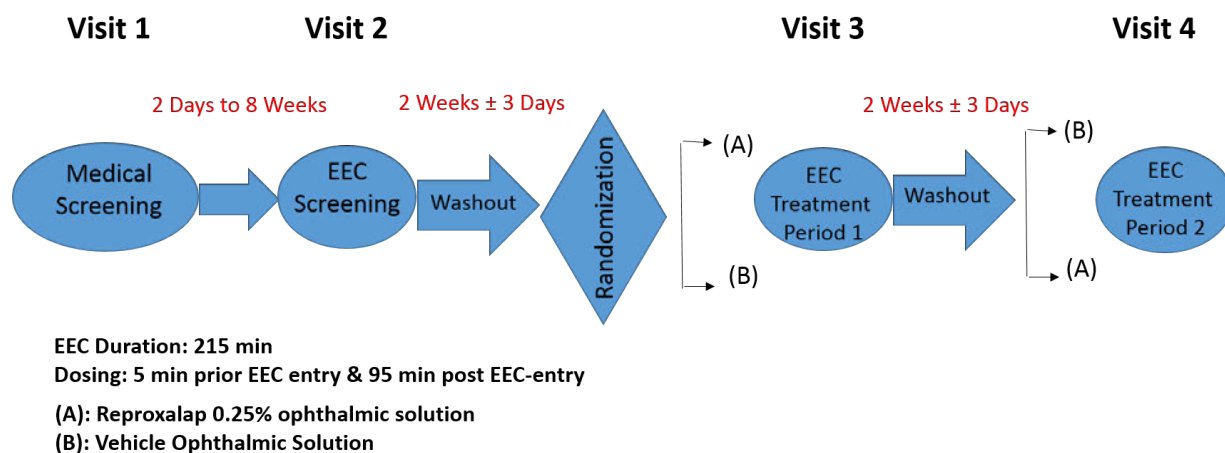 Visit 1
Visit 2
Visit 3
Visit 4
2 Days to 8 Weeks
2 Weeks ± 3 Days
2 Weeks ± 3 Days
Medical
Screening
EEC
Screening
Washout
Randomization
(A)
(B)
EEC
Treatment
Period 1
Washout
(B)
(A)
EEC
Treatment
Period 2
EEC Duration: 215 min
Dosing: 5 min prior EEC entry & 95 min post EEC-entry
(A): Reproxalap 0.25% ophthalmic solution
(B): Vehicle Ophthalmic Solution